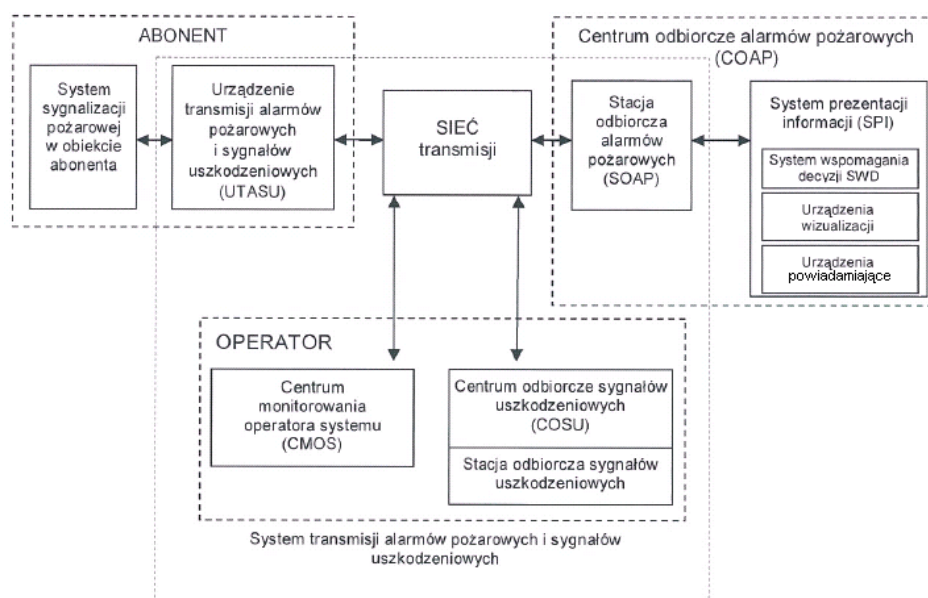 ABONENT
System
sygnalizacji
pożarowej
w obiekcie
abonenta
Urządzenie
transmisji alarmów
pożarowych
i sygnałów
uszkodzeniowych
(UTASU)
SIEĆ
transmisji
Centrum odbiorcze alarmów pożarowych
(COAP)
Stacja
odbiorcza
alarmów
pożarowych
(SOAP)
System prezentacji
informacji (SPI)
System wspomagania
decyzji SWD
Urządzenia
wizualizacji
Urządzenia
powiadamiające
OPERATOR
Centrum
monitorowania
operatora systemu
(CMOS)
Centrum odbiorcze sygnałów
uszkodzeniowych
(COSU)
Stacja odbiorcza sygnałów
uszkodzeniowych
System transmisji alarmów pożarowych i sygnałów
uszkodzeniowych